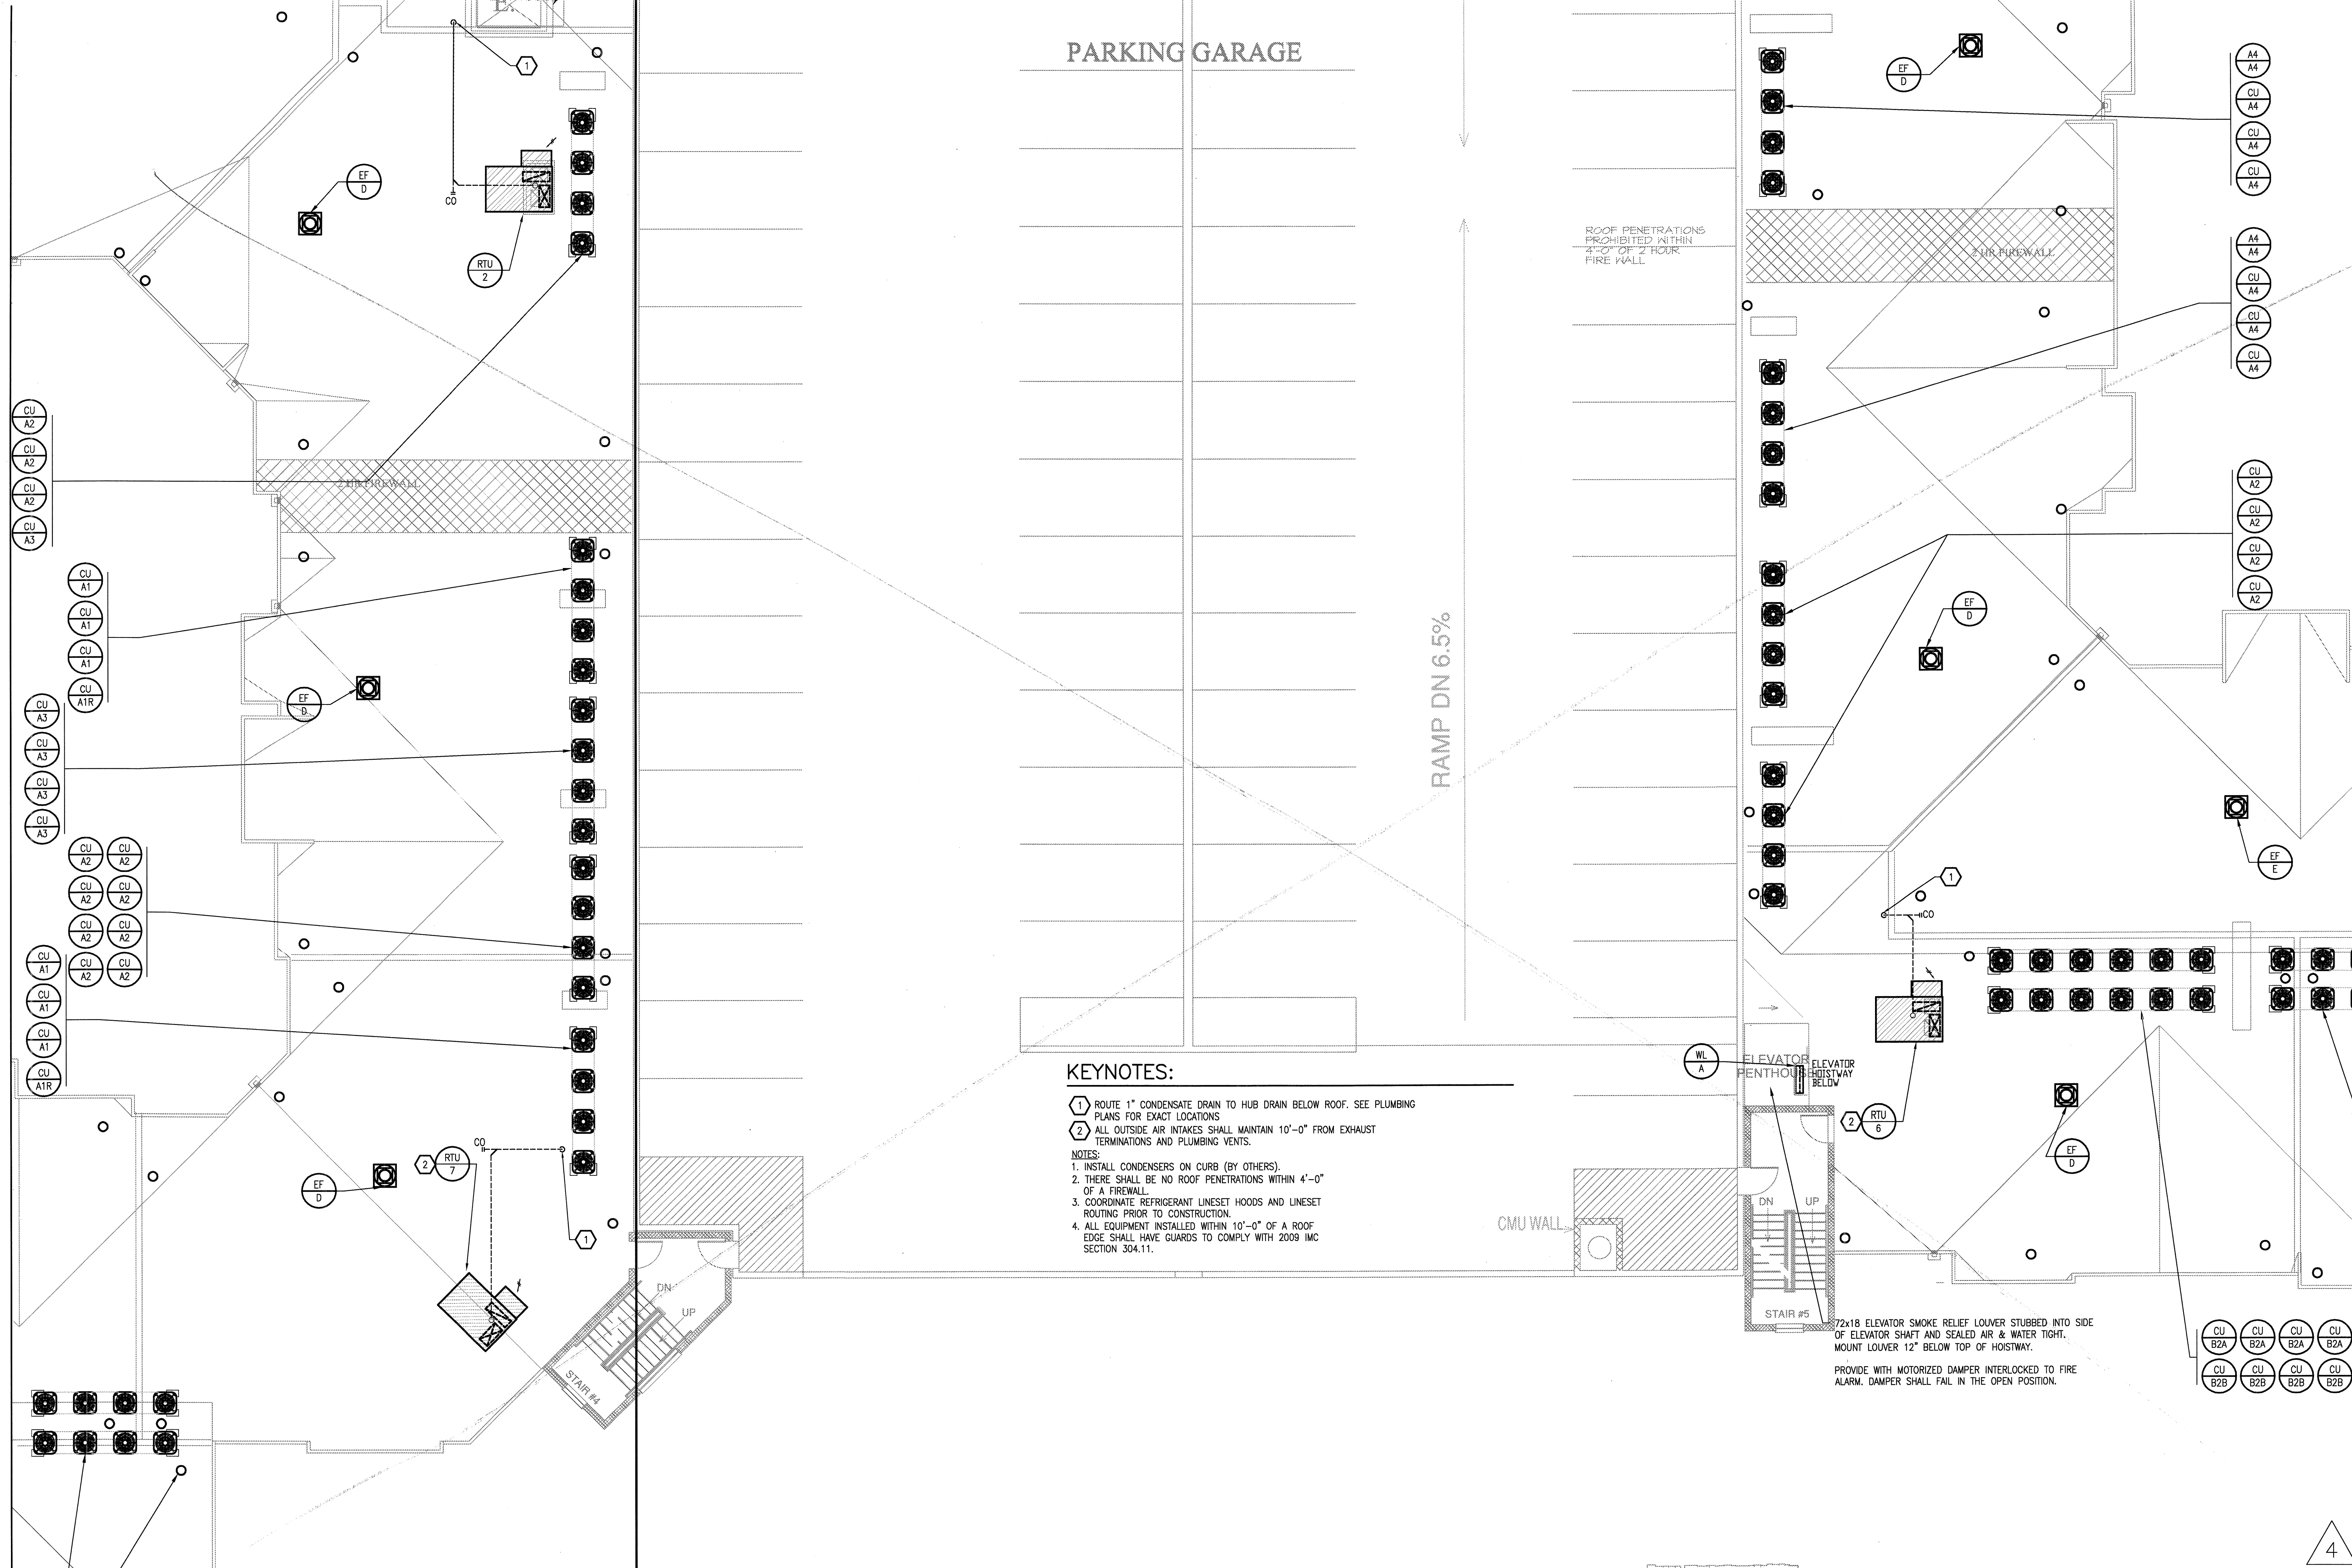 E.
PARKING GARAGE
1
EF
D
CO
RTU
2
EF
D
A4
A4
CU
A4
CU
A4
CU
A4
ROOF PENETRATIONS
PROHIBITED WITHIN
4'-0" OF 2 HOUR
FIRE WALL
2 HR FIREWALL
A4
A4
CU
A4
CU
A4
CU
A4
CU
A2
CU
A2
CU
A2
CU
A3
2 HR FIREWALL
CU
A2
CU
A2
CU
A2
CU
A2
CU
A1
CU
A1
CU
A1
CU
A1R
EF
D
EF
D
RAMP DN 6.5%
CU
A3
CU
A3
CU
A3
CU
A3
EF
E
CU
A2
CU
A2
CU
A2
CU
A2
CU
A2
CU
A2
CU
A2
CU
A2
1
CO
CU
A1
CU
A1
CU
A1
CU
A1R
KEYNOTES:
1 ROUTE 1" CONDENSATE DRAIN TO HUB DRAIN BELOW ROOF. SEE PLUMBING
PLANS FOR EXACT LOCATIONS
2 ALL OUTSIDE AIR INTAKES SHALL MAINTAIN 10'-0" FROM EXHAUST
TERMINATIONS AND PLUMBING VENTS.
NOTES:
1. INSTALL CONDENSERS ON CURB (BY OTHERS).
2. THERE SHALL BE NO ROOF PENETRATIONS WITHIN 4'-0"
OF A FIREWALL.
3. COORDINATE REFRIGERANT LINESET HOODS AND LINESET
ROUTING PRIOR TO CONSTRUCTION.
4. ALL EQUIPMENT INSTALLED WITHIN 10'-0" OF A ROOF
EDGE SHALL HAVE GUARDS TO COMPLY WITH 2009 IMC
SECTION 304.11.
WL
A
ELEVATOR
PENTHOUSE
ELEVATOR
HOISTWAY
BELOW
2
RTU
6
EF
D
CO
2
RTU
7
EF
D
1
CMU WALL
DN
UP
STAIR #5
DN
UP
STAIR #4
72x18 ELEVATOR SMOKE RELIEF LOUVER STUBBED INTO SIDE
OF ELEVATOR SHAFT AND SEALED AIR & WATER TIGHT.
MOUNT LOUVER 12" BELOW TOP OF HOISTWAY.
PROVIDE WITH MOTORIZED DAMPER INTERLOCKED TO FIRE
ALARM. DAMPER SHALL FAIL IN THE OPEN POSITION.
CU CU CU CU
B2A B2A B2A B2A
CU CU CU CU
B2B B2B B2B B2B
4